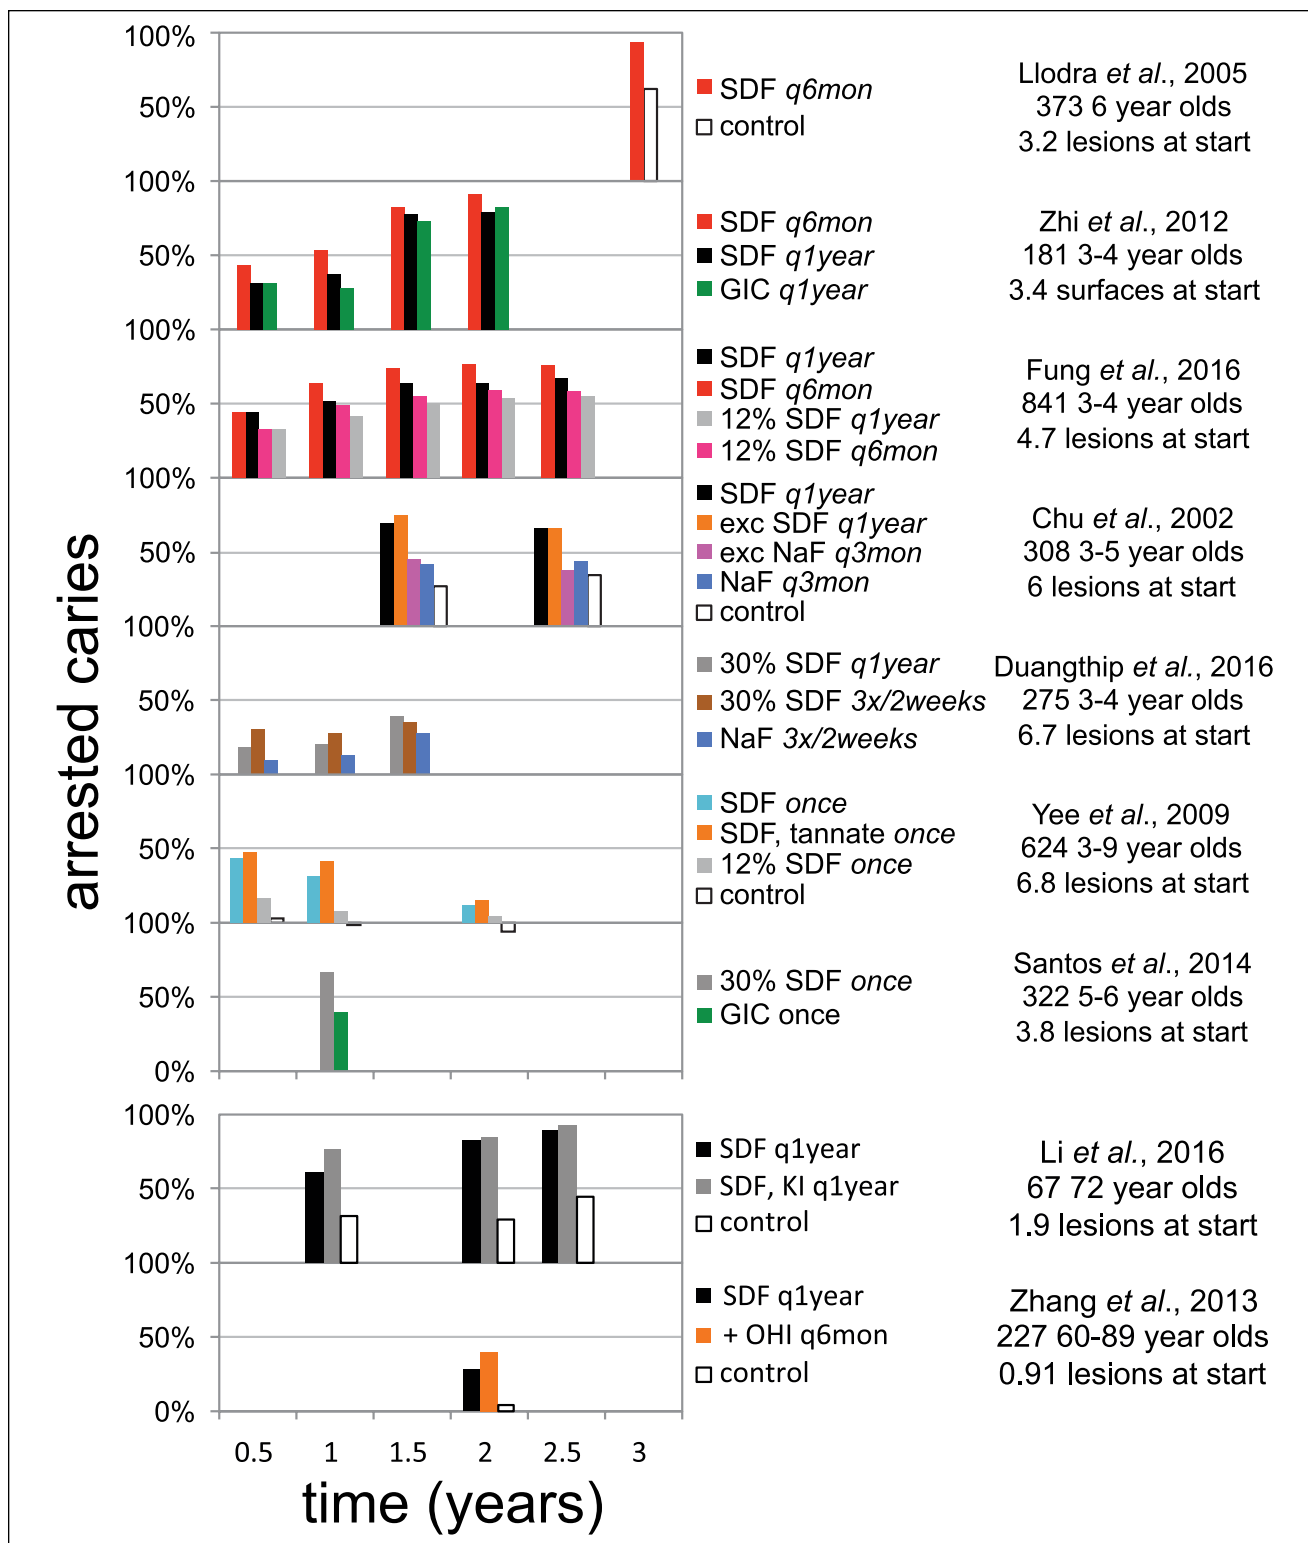 100%
50%
SDF q6mon
control
Llodra et al., 2005
373 6 year olds
3.2 lesions at start
100%
50%
SDF q6mon
SDF q1year
GIC q1year
Zhi et al., 2012
181 3-4 year olds
3.4 surfaces at start
100%
50%
SDF q1year
SDF q6mon
12% SDF q1year
12% SDF q6mon
Fung et al., 2016
841 3-4 year olds
4.7 lesions at start
100%
50%
SDF q1year
exc SDF q1year
exc NaF q3mon
NaF q3mon
control
Chu et al., 2002
308 3-5 year olds
6 lesions at start
100%
50%
30% SDF q1year
30% SDF 3x/2weeks
NaF 3x/2weeks
Duangthip et al., 2016
275 3-4 year olds
6.7 lesions at start
100%
50%
SDF once
SDF, tannate once
12% SDF once
control
Yee et al., 2009
624 3-9 year olds
6.8 lesions at start
100%
50%
0%
30% SDF once
GIC once
Santos et al., 2014
322 5-6 year olds
3.8 lesions at start
100%
50%
SDF q1year
SDF, KI q1year
control
Li et al., 2016
67 72 year olds
1.9 lesions at start
100%
50%
0%
SDF q1year
+ OHI q6mon
control
Zhang et al., 2013
227 60-89 year olds
0.91 lesions at start
arrested caries
0.5 1 1.5 2 2.5 3
time (years)